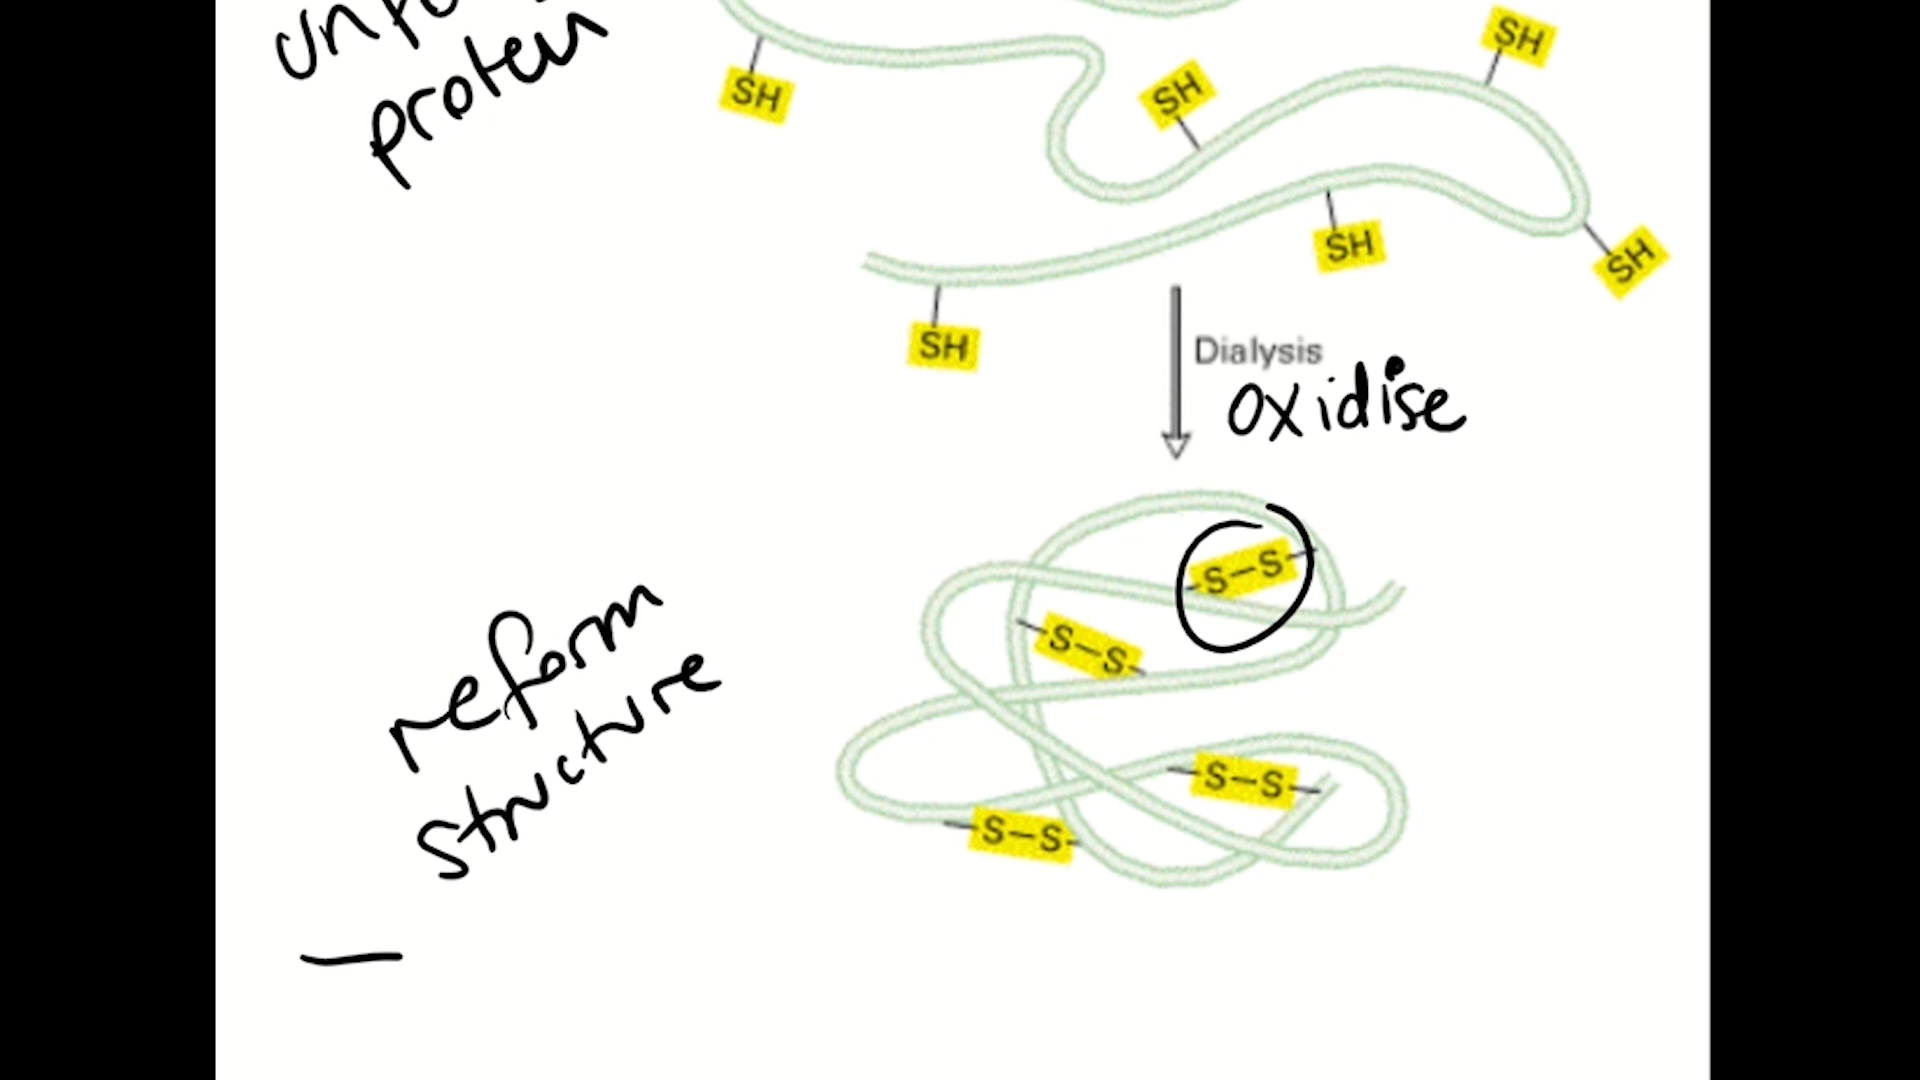 protein
SH
SH
SH
SH
SH
SH
Dialysis
oxidise
S-S
S-S
S-S
S-S
reform
structure